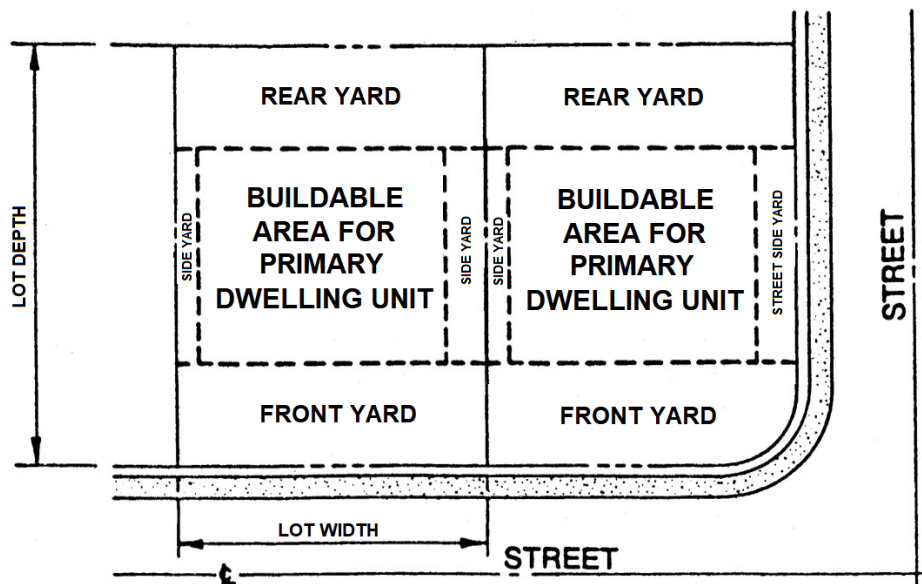 REAR YARD
REAR YARD
LOT DEPTH
SIDE YARD
BUILDABLE
AREA FOR
PRIMARY
DWELLING UNIT
SIDE YARD
SIDE YARD
BUILDABLE
AREA FOR
PRIMARY
DWELLING UNIT
STREET SIDE YARD
STREET
FRONT YARD
FRONT YARD
LOT WIDTH
STREET
℄